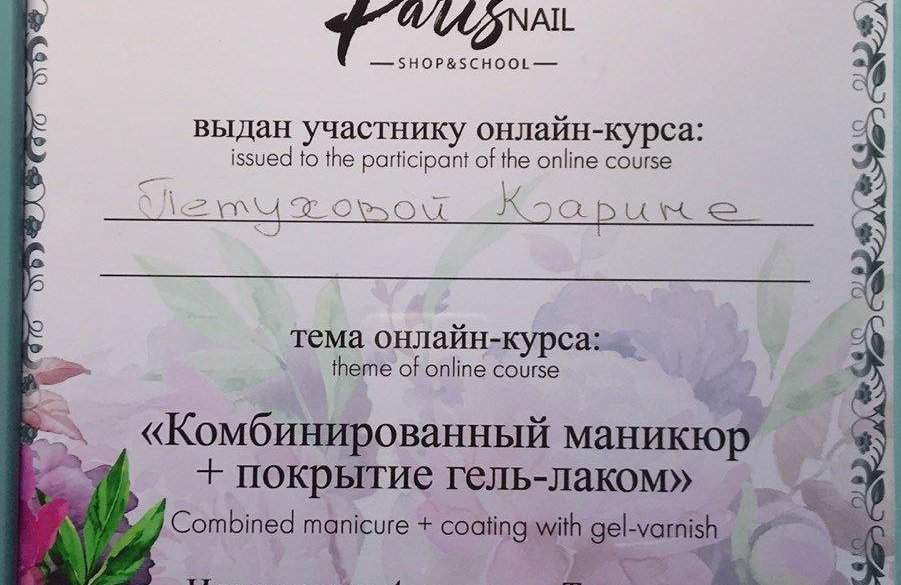 Paris NAIL
SHOP&SCHOOL
выдан участнику онлайн-курса:
issued to the participant of the online course
Петуховой Карине
тема онлайн-курса:
theme of online course
«Комбинированный маникюр
+ покрытие гель-лаком»
Combined manicure + coating with gel-varnish